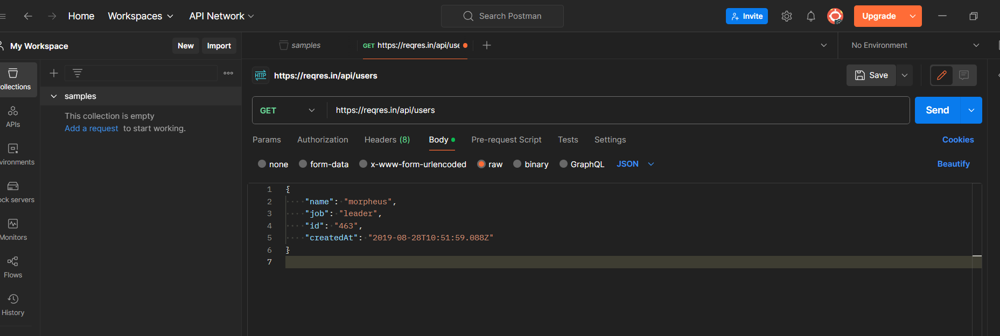 Home Workspaces API Network Search Postman Invite Upgrade
My Workspace New Import samples GET https://reqres.in/api/use No Environment
HTTP https://reqres.in/api/users Save
ollections samples GET https://reqres.in/api/users Send
This collection is empty
Add a request to start working.
APIs
Params Authorization Headers (8) Body Pre-request Script Tests Settings Cookies
vironments none form-data x-www-form-urlencoded raw binary GraphQL JSON Beautify
ock servers
Monitors
Flows
History
1 {
2 "name": "morpheus",
3 "job": "leader",
4 "id": "463",
5 "createdAt": "2019-08-28T10:51:59.088Z"
6 }
7